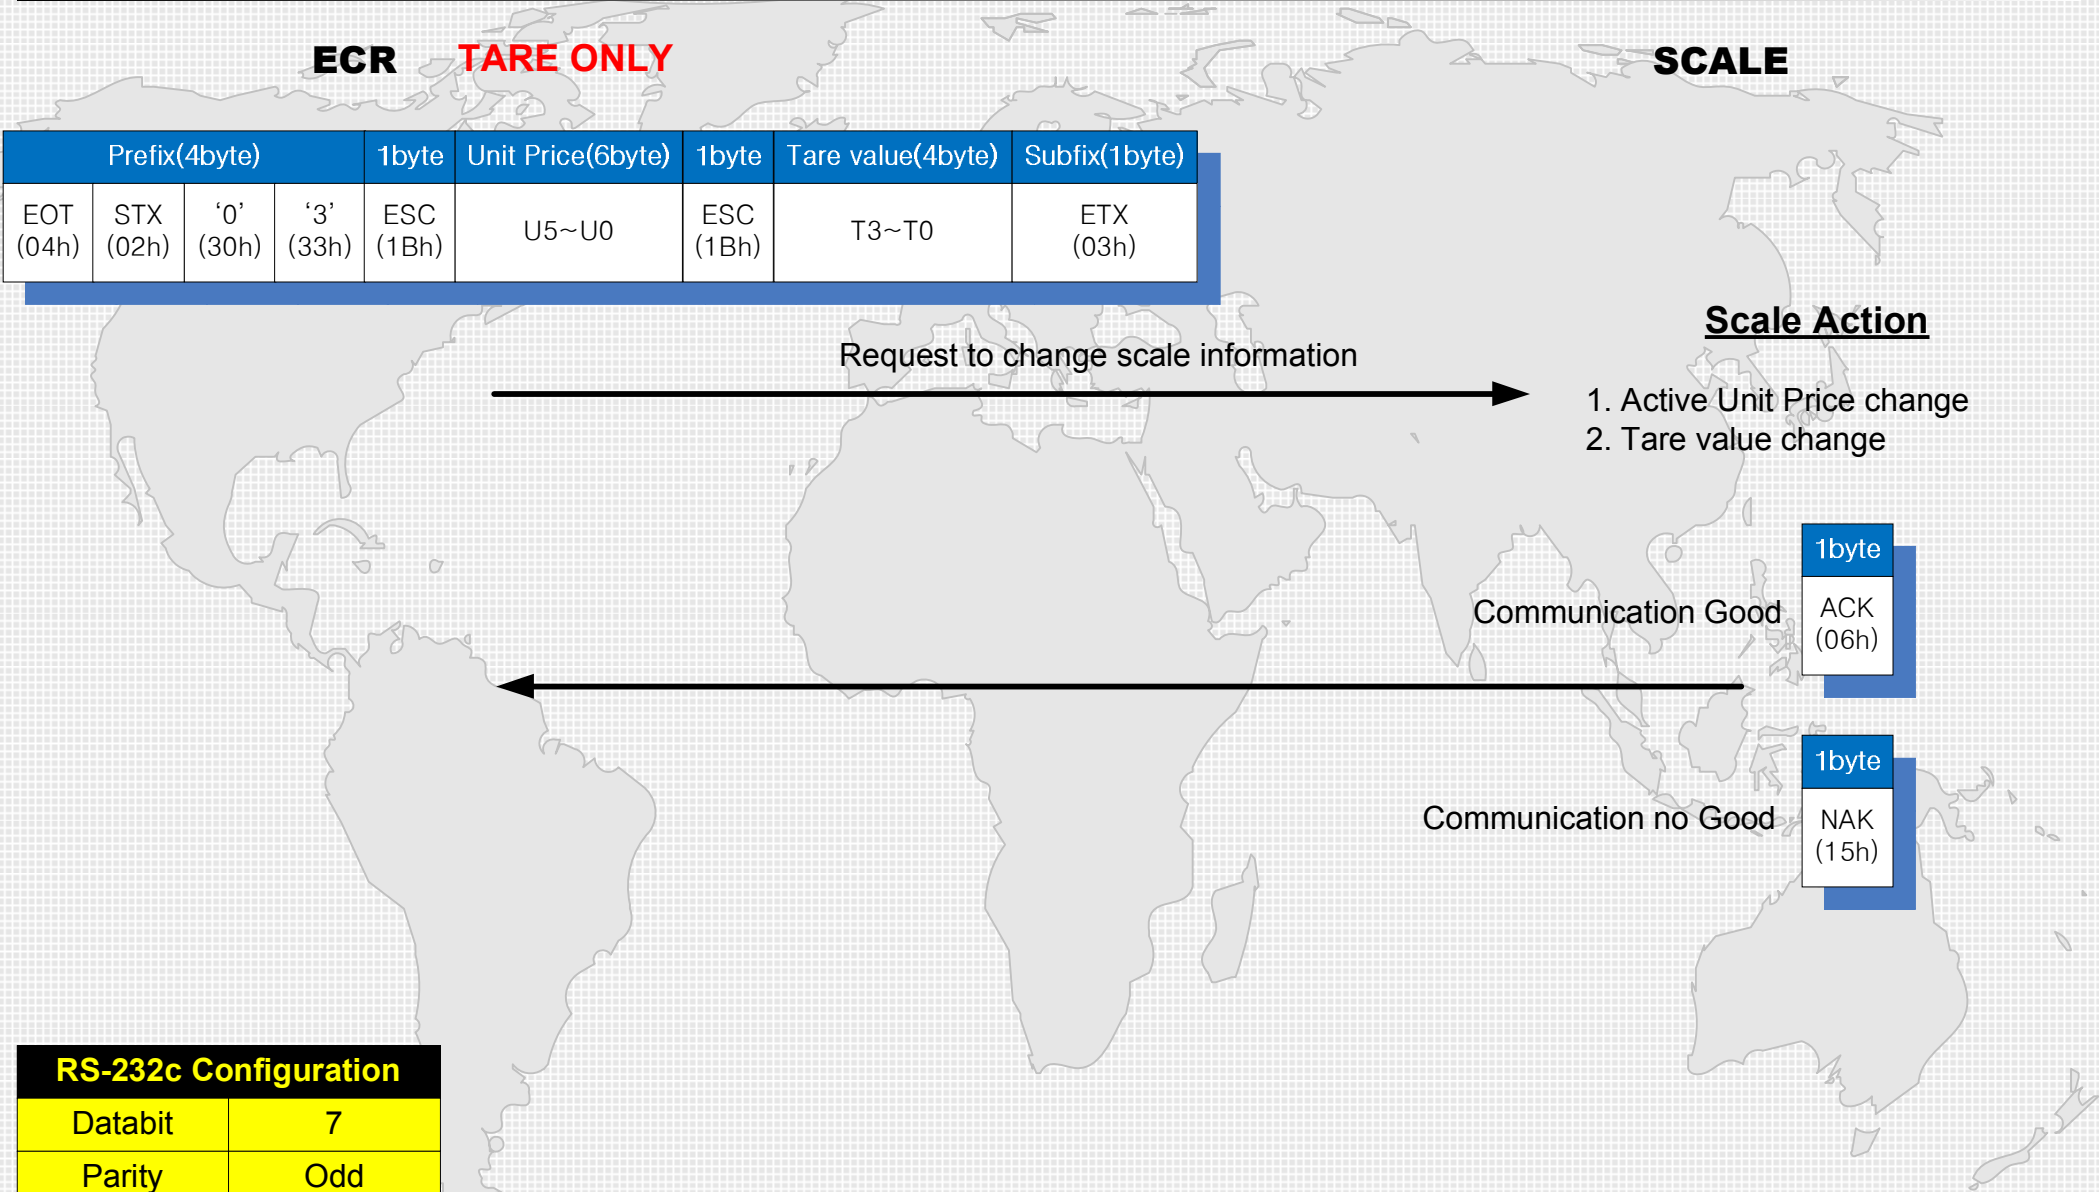 ECR TARE ONLY SCALE
Prefix(4byte) 1byte Unit Price(6byte) 1byte Tare value(4byte) Subfix(1byte)
EOT STX ‘0’ ‘3’ ESC U5~U0 ESC T3~T0 ETX
(04h) (02h) (30h) (33h) (1Bh) (1Bh) (03h)
Scale Action
Request to change scale information
1. Active Unit Price change
2. Tare value change
1byte
Communication Good ACK
(06h)
1byte
Communication no Good NAK
(15h)
RS-232c Configuration
Databit 7
Parity Odd